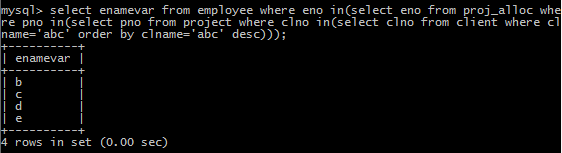 mysql> select enamevar from employee where eno in(select eno from proj_alloc whe
re pno in(select pno from project where clno in(select clno from client where cl
name='abc' order by clname='abc' desc)));
+----------+
| enamevar |
+----------+
| b        |
| c        |
| d        |
| e        |
+----------+
4 rows in set (0.00 sec)